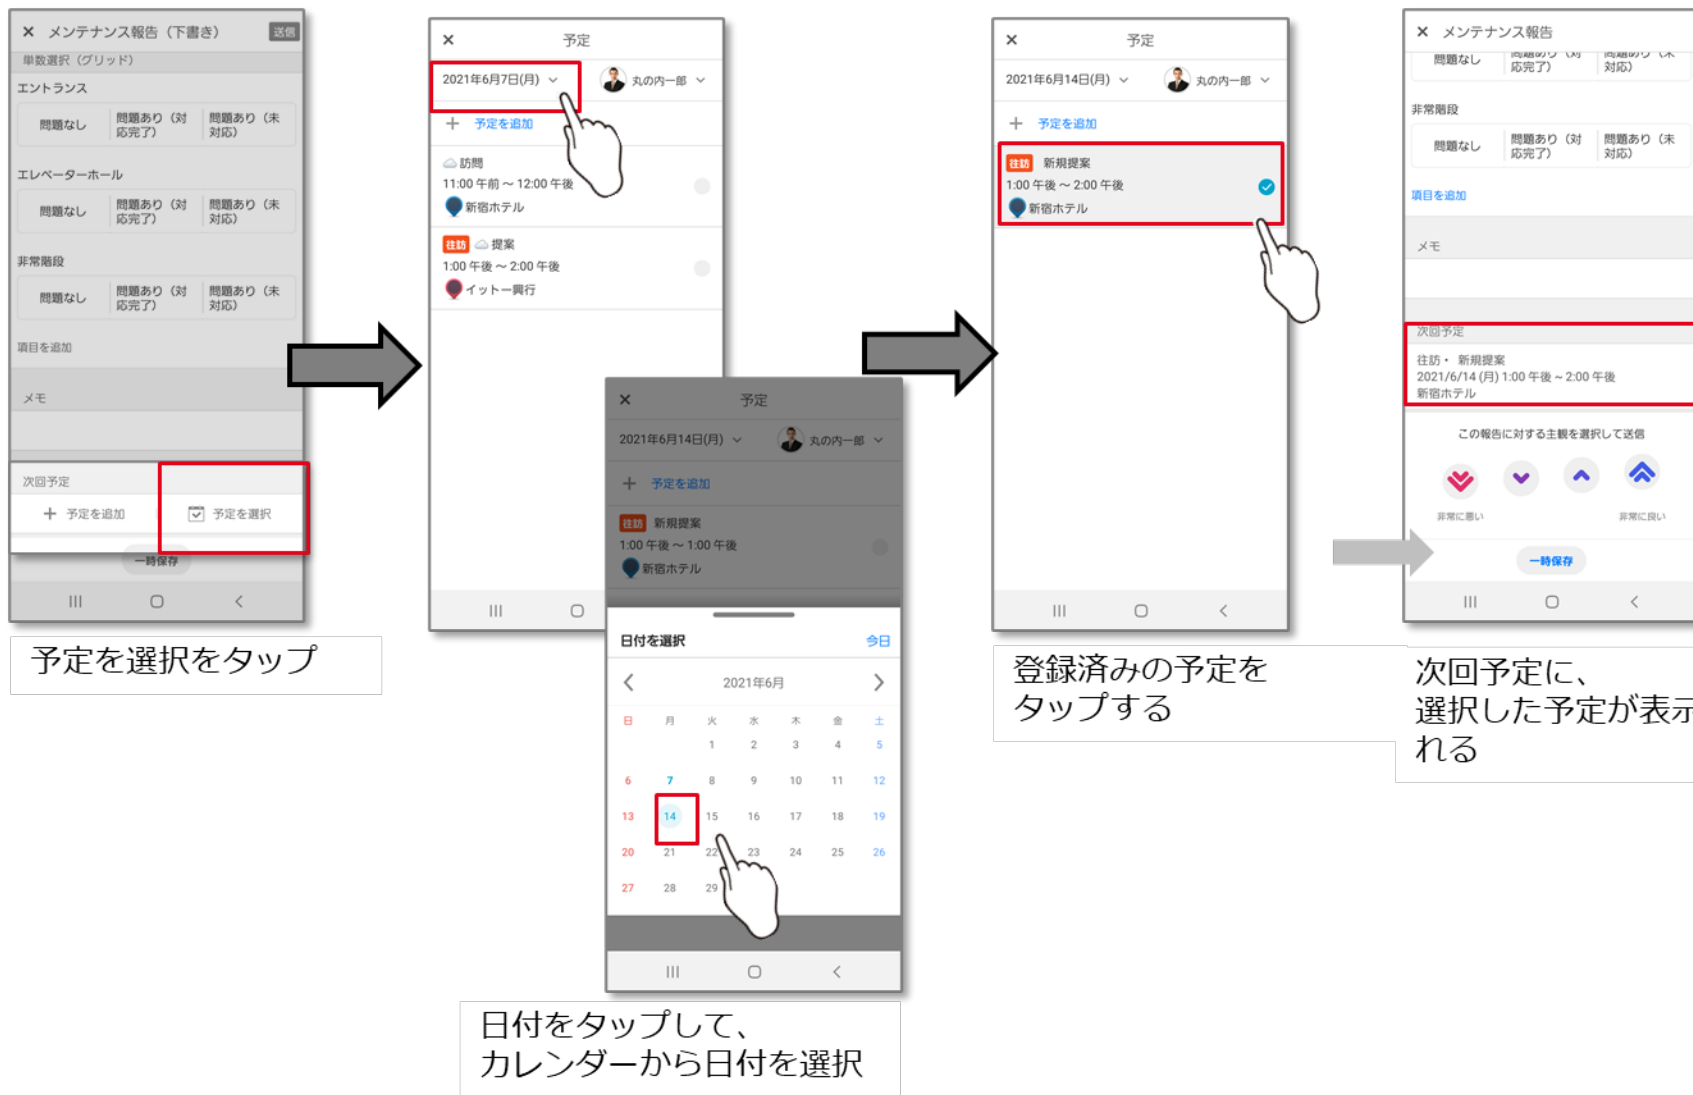 メンテナンス報告（下書き）
送信
単数選択（グリッド）
エントランス
問題なし
問題あり（対応完了）
問題あり（未対応）
エレベーターホール
問題なし
問題あり（対応完了）
問題あり（未対応）
非常階段
問題なし
問題あり（対応完了）
問題あり（未対応）
項目を追加
メモ
次回予定
予定を追加
予定を選択
一時保存
予定を選択をタップ
予定
2021年6月7日(月)
丸の内一郎
予定を追加
訪問
11:00 午前 ～ 12:00 午後
新宿ホテル
往訪 提案
1:00 午後 ～ 2:00 午後
イットー興行
予定
2021年6月14日(月)
丸の内一郎
予定を追加
往訪 新規提案
1:00 午後 ～ 1:00 午後
新宿ホテル
日付を選択
今日
2021年6月
日 月 火 水 木 金 土
1 2 3 4 5
6 7 8 9 10 11 12
13 14 15 16 17 18 19
20 21 22 23 24 25 26
27 28 29
日付をタップして、
カレンダーから日付を選択
予定
2021年6月14日(月)
丸の内一郎
予定を追加
往訪 新規提案
1:00 午後 ～ 2:00 午後
新宿ホテル
登録済みの予定を
タップする
メンテナンス報告
問題なし
問題あり（対応完了）
問題あり（未対応）
非常階段
問題なし
問題あり（対応完了）
問題あり（未対応）
項目を追加
メモ
次回予定
往訪・ 新規提案
2021/6/14 (月) 1:00 午後 ~ 2:00 午後
新宿ホテル
この報告に対する主観を選択して送信
非常に悪い
非常に良い
一時保存
次回予定に、
選択した予定が表示
れる